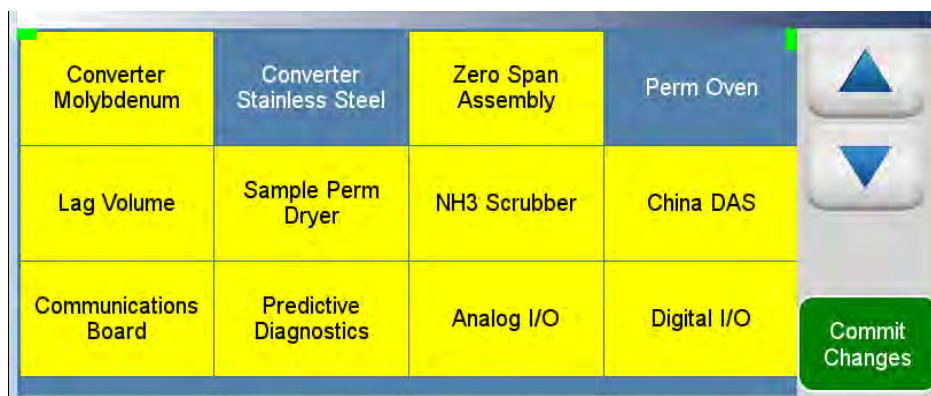 Converter
Molybdenum
Converter
Stainless Steel
Zero Span
Assembly
Perm Oven
Lag Volume
Sample Perm
Dryer
NH3 Scrubber
China DAS
Communications
Board
Predictive
Diagnostics
Analog I/O
Digital I/O
Commit
Changes